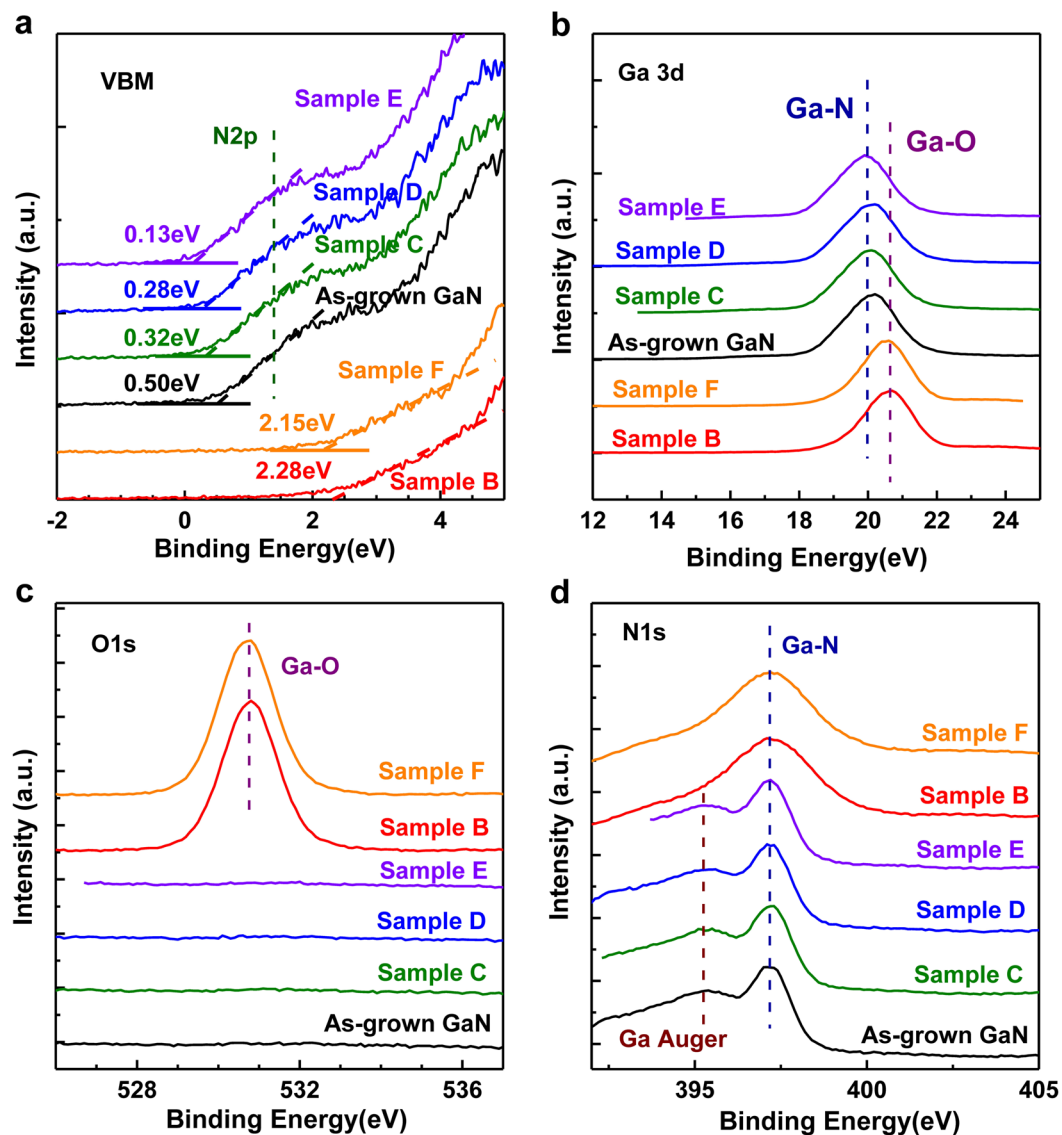 a
VBM
Sample E
N2p
Sample D
0.13eV
Sample C
0.28eV
As-grown GaN
0.32eV
Sample F
0.50eV
2.15eV
2.28eV
Sample B
Intensity (a.u.)
-2 0 2 4
Binding Energy(eV)
b
Ga 3d
Ga-N
Ga-O
Sample E
Sample D
Sample C
As-grown GaN
Sample F
Sample B
Intensity (a.u.)
12 14 16 18 20 22 24
Binding Energy(eV)
c
O1s
Ga-O
Sample F
Sample B
Sample E
Sample D
Sample C
As-grown GaN
Intensity (a.u.)
528 532 536
Binding Energy(eV)
d
N1s
Ga-N
Sample F
Sample B
Sample E
Sample D
Sample C
Ga Auger
As-grown GaN
Intensity (a.u.)
395 400 405
Binding Energy(eV)